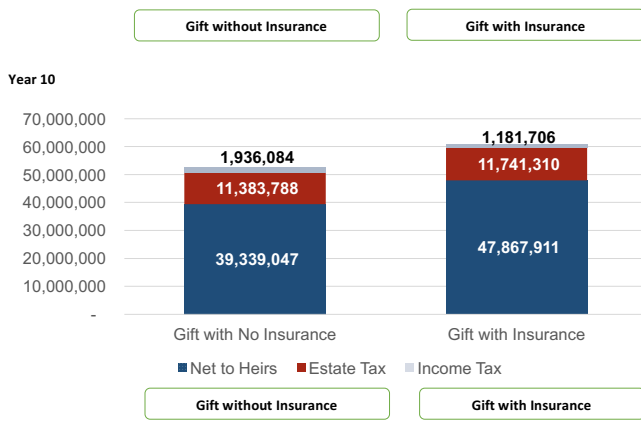 Gift without Insurance
Gift with Insurance
Year 10
70,000,000
60,000,000
50,000,000
40,000,000
30,000,000
20,000,000
10,000,000
-
1,936,084
11,383,788
39,339,047
1,181,706
11,741,310
47,867,911
Gift with No Insurance
Gift with Insurance
Net to Heirs
Estate Tax
Income Tax
Gift without Insurance
Gift with Insurance